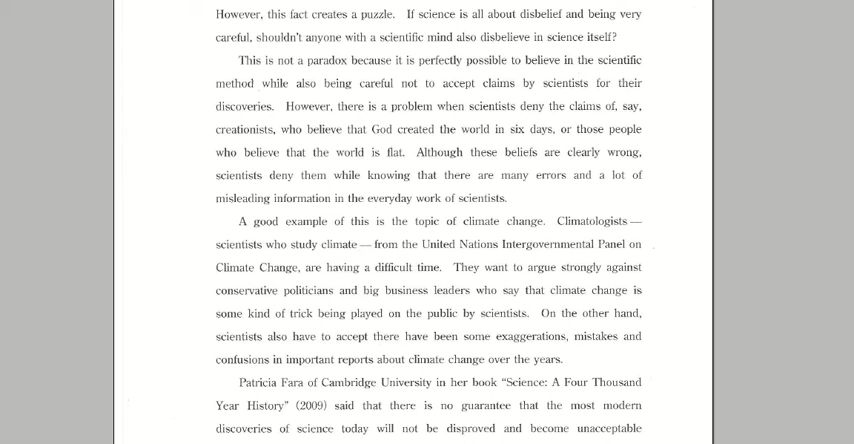 However, this fact creates a puzzle. If science is all about disbelief and being very
careful, shouldn't anyone with a scientific mind also disbelieve in science itself?
This is not a paradox because it is perfectly possible to believe in the scientific
method while also being careful not to accept claims by scientists for their
discoveries. However, there is a problem when scientists deny the claims of, say,
creationists, who believe that God created the world in six days, or those people
who believe that the world is flat. Although these beliefs are clearly wrong,
scientists deny them while knowing that there are many errors and a lot of
misleading information in the everyday work of scientists.
A good example of this is the topic of climate change. Climatologists —
scientists who study climate — from the United Nations Intergovernmental Panel on
Climate Change, are having a difficult time. They want to argue strongly against
conservative politicians and big business leaders who say that climate change is
some kind of trick being played on the public by scientists. On the other hand,
scientists also have to accept there have been some exaggerations, mistakes and
confusions in important reports about climate change over the years.
Patricia Fara of Cambridge University in her book “Science: A Four Thousand
Year History” (2009) said that there is no guarantee that the most modern
discoveries of science today will not be disproved and become unacceptable